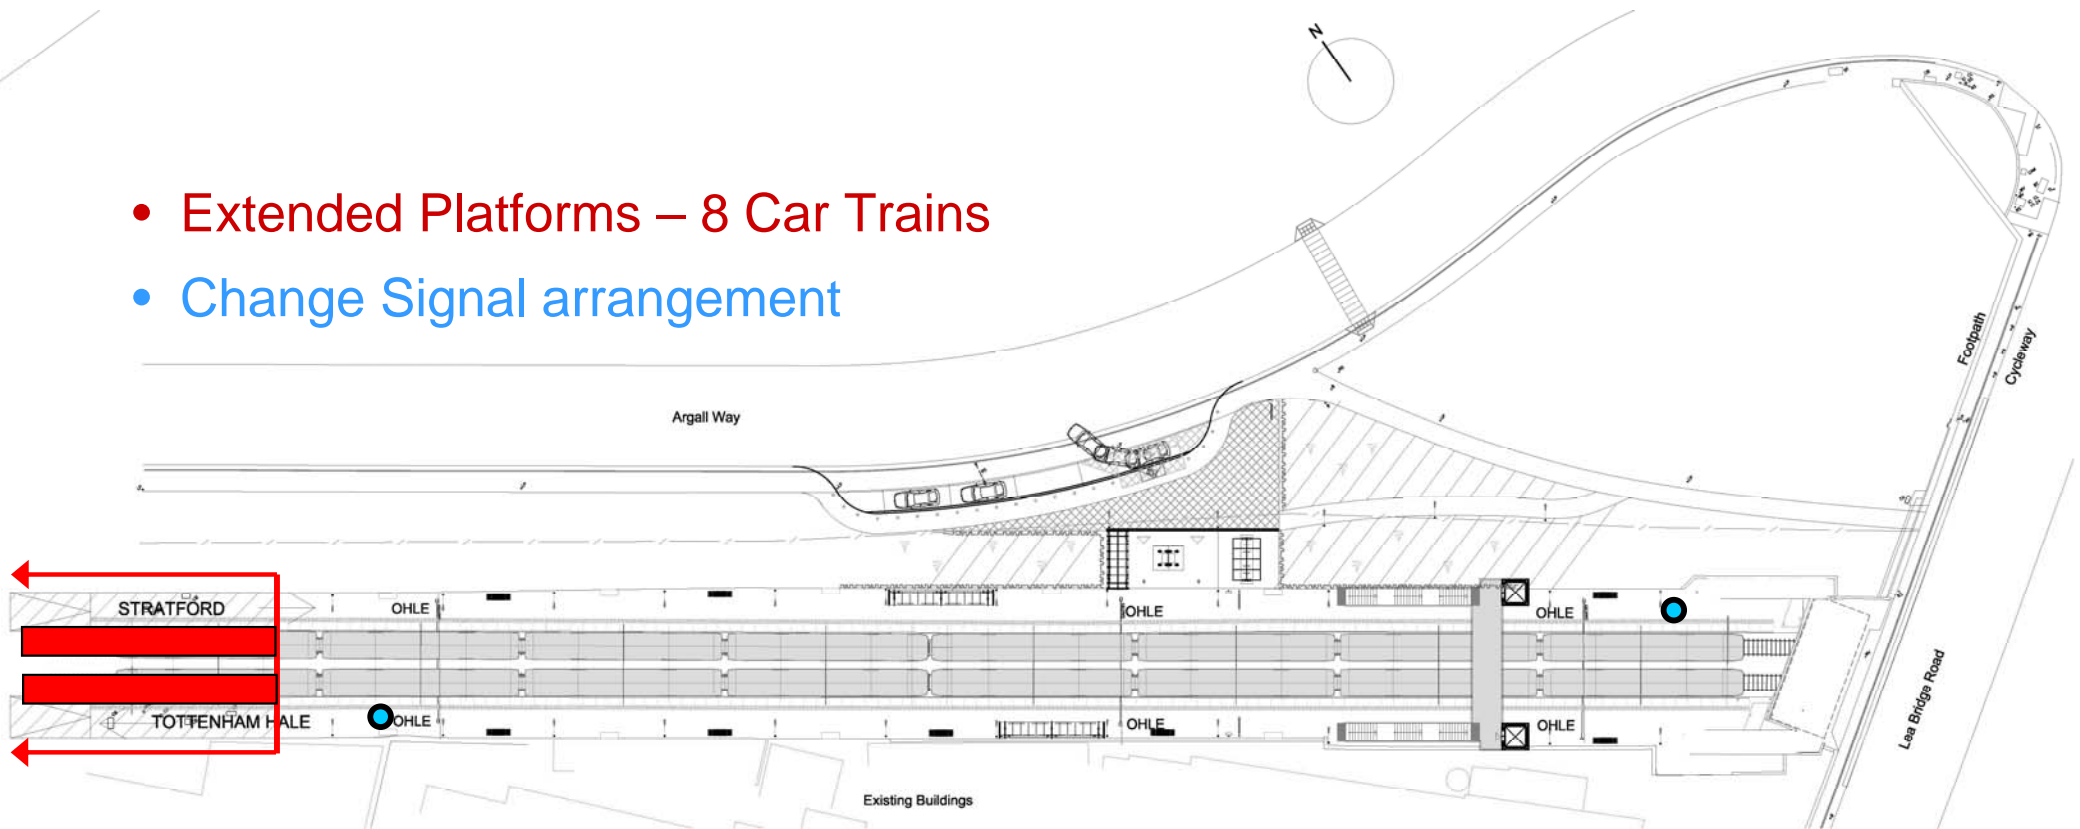 N
• Extended Platforms – 8 Car Trains
• Change Signal arrangement
Footpath
Cycleway
Argall Way
STRATFORD
OHLE
OHLE
OHLE
TOTTENHAM HALE
OHLE
OHLE
OHLE
Lea Bridge Road
Existing Buildings